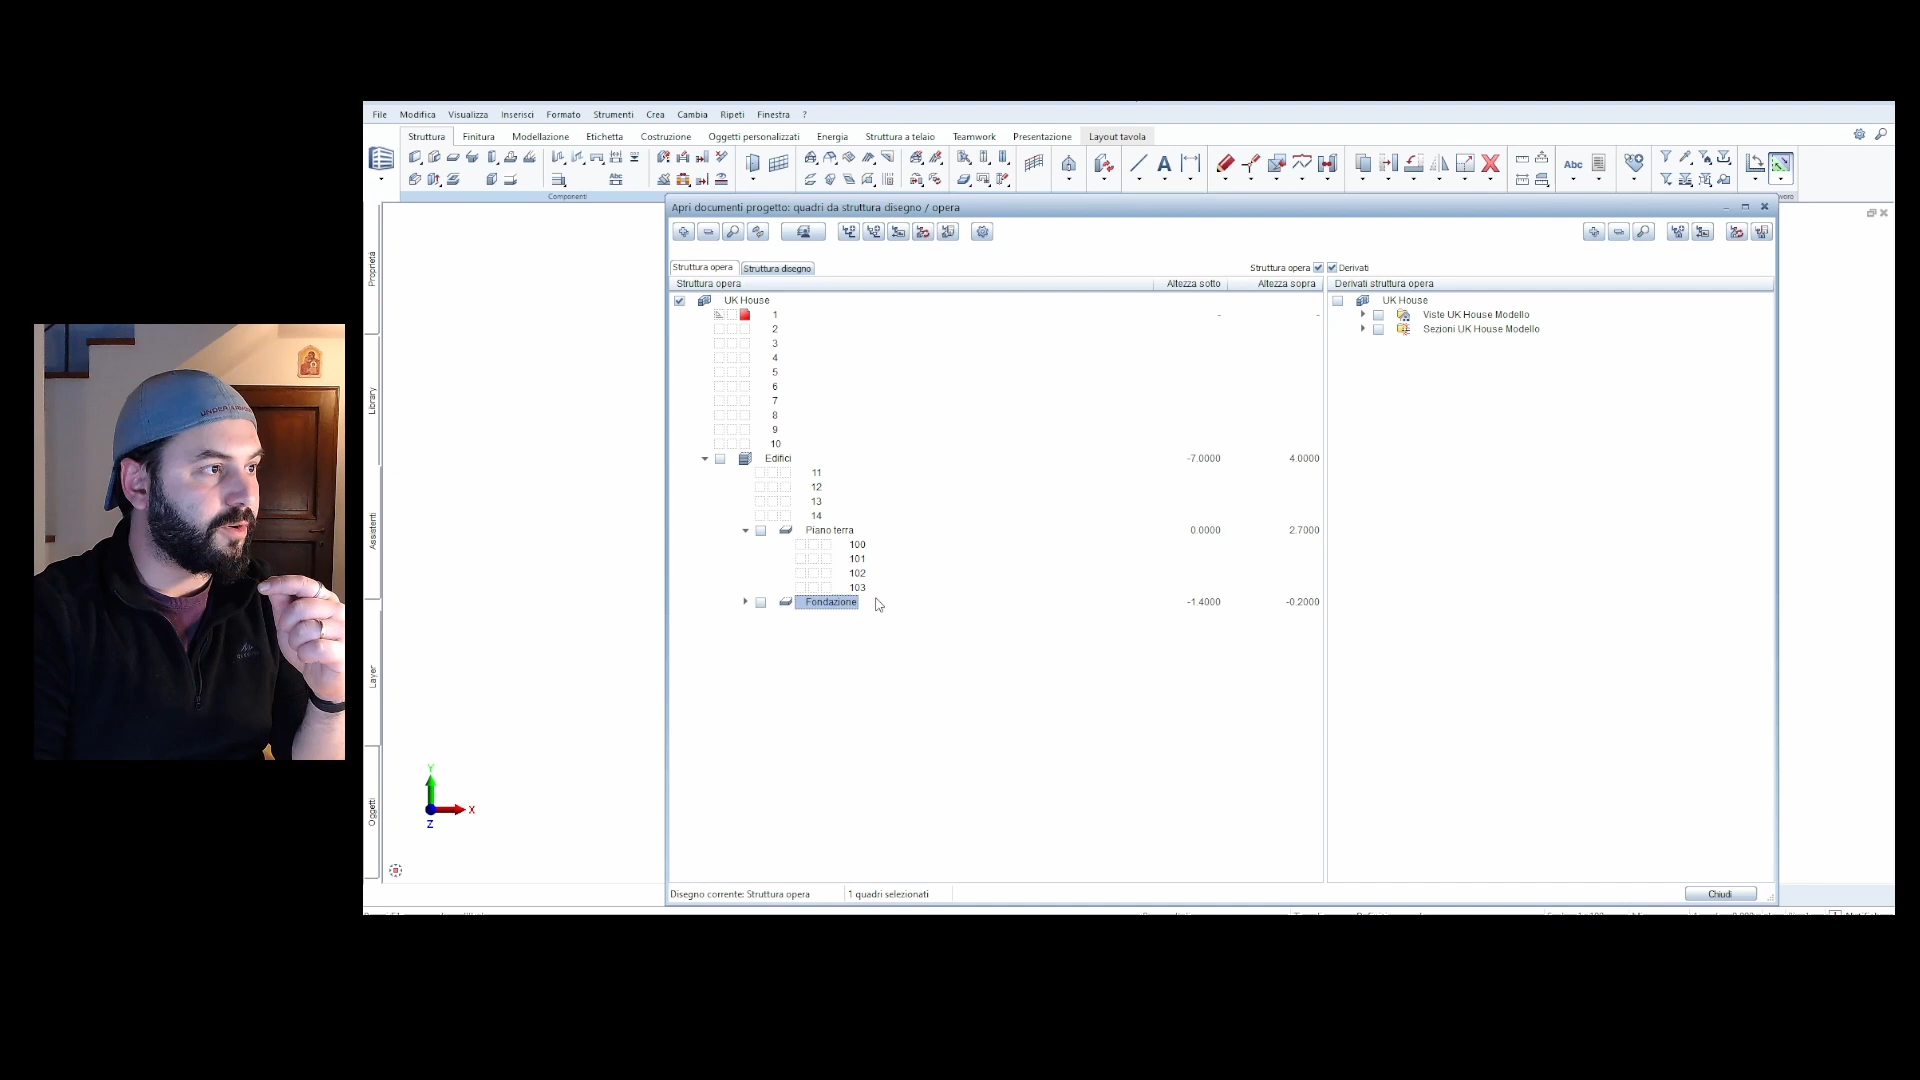 File Modifica Visualizza Inserisci Formato Strumenti Crea Cambia Ripeti Finestra ?
Struttura Finitura Modellazione Etichetta Costruzione Oggetti personalizzati Energia Struttura a telaio Teamwork Presentazione Layout tavola
Abc
A
Abc
Componenti
Apri documenti progetto: quadri da struttura disegno / opera
Struttura opera Struttura disegno
Struttura opera Derivati
Struttura opera Altezza sotto Altezza sopra
Derivati struttura opera
UK House
1 - -
2
3
4
5
6
7
8
9
10
Edifici -7.0000 4.0000
11
12
13
14
Piano terra 0.0000 2.7000
100
101
102
103
Fondazione -1.4000 -0.2000
UK House
Viste UK House Modello
Sezioni UK House Modello
Proprietà
Library
Assistenti
Layer
Oggetti
Y
X
Z
Disegno corrente: Struttura opera 1 quadri selezionati
Chiudi